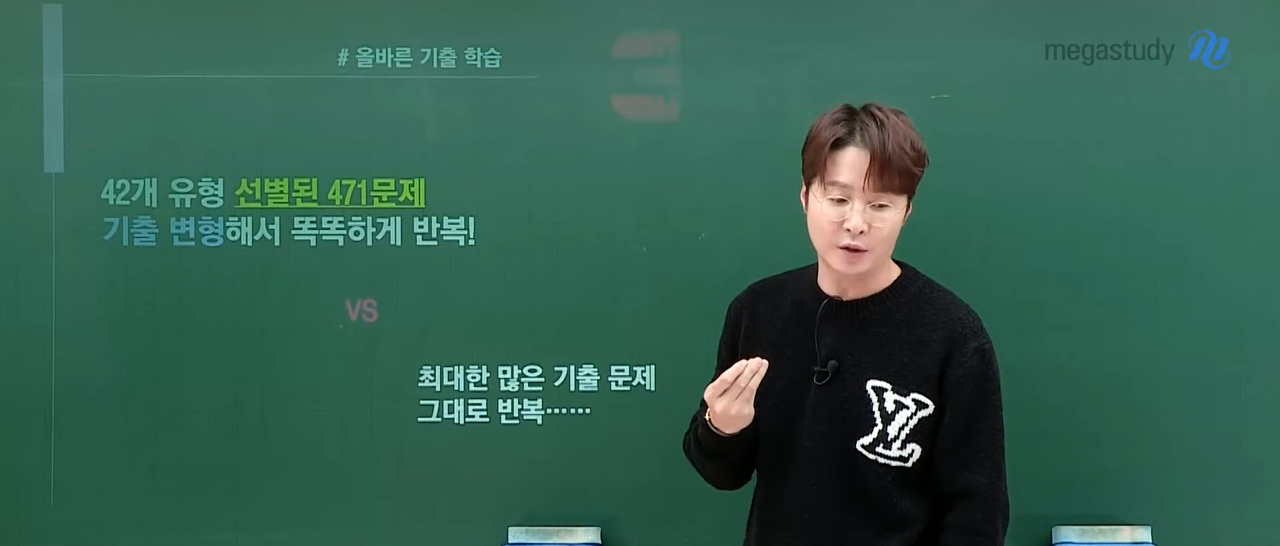 # 올바른 기출 학습
megastudy
42개 유형 선별된 471문제
기출 변형해서 똑똑하게 반복!
VS
최대한 많은 기출 문제
그대로 반복……